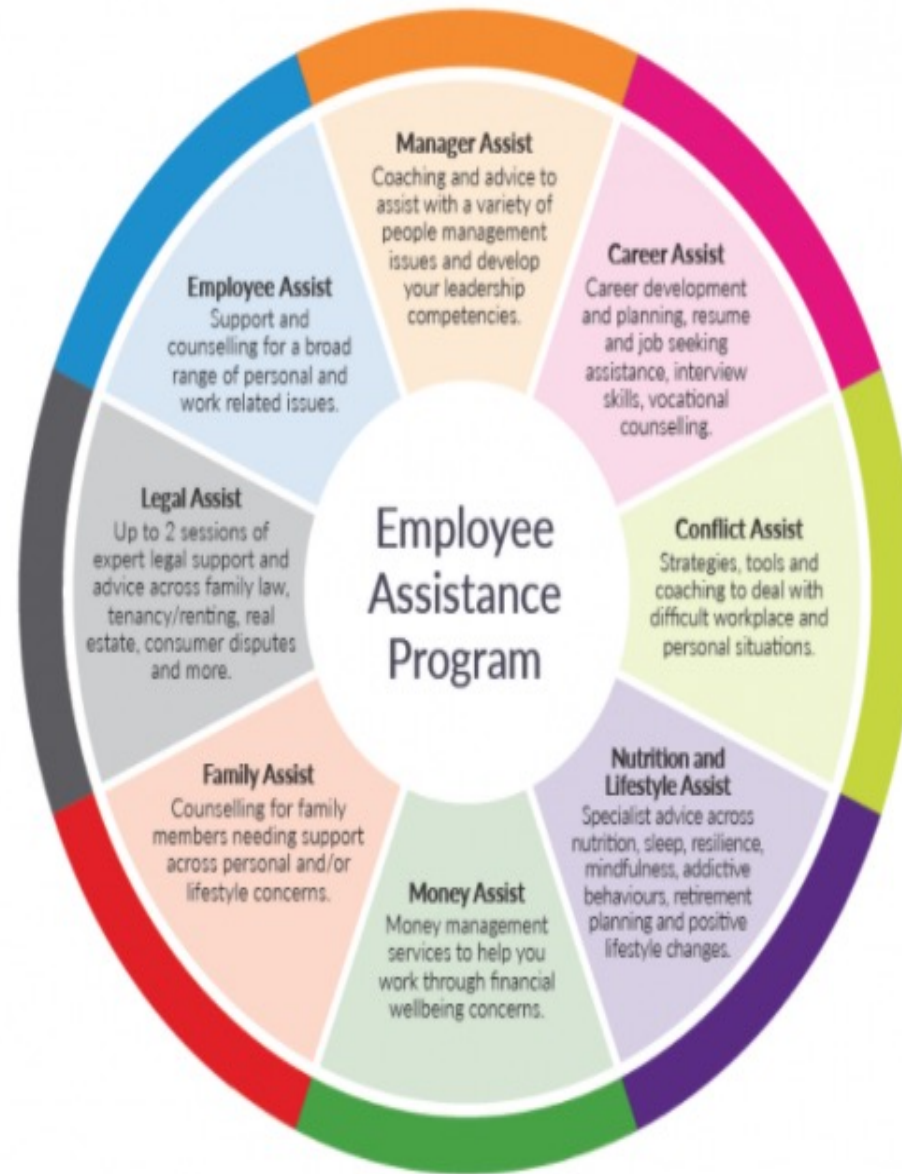 Manager Assist
Coaching and advice to
assist with a variety of
people management
issues and develop
your leadership
competencies.
Career Assist
Career development
and planning, resume
and job seeking
assistance, interview
skills, vocational
counselling.
Conflict Assist
Strategies, tools and
coaching to deal with
difficult workplace and
personal situations.
Nutrition and
Lifestyle Assist
Specialist advice across
nutrition, sleep, resilience,
mindfulness, addictive
behaviours, retirement
planning and positive
lifestyle changes.
Money Assist
Money management
services to help you
work through financial
wellbeing concerns.
Family Assist
Counselling for family
members needing support
across personal and/or
lifestyle concerns.
Legal Assist
Up to 2 sessions of
expert legal support and
advice across family law,
tenancy/renting, real
estate, consumer disputes
and more.
Employee Assist
Support and
counselling for a broad
range of personal and
work related issues.
Employee
Assistance
Program